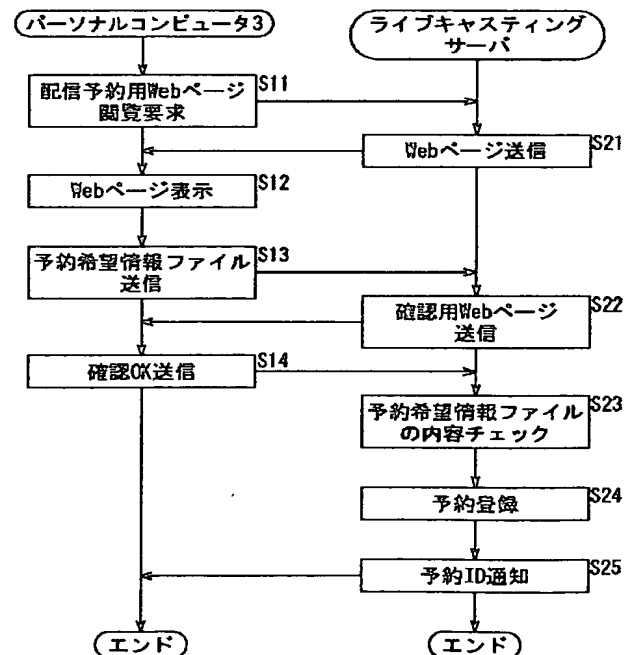 パーソナルコンピュータ3
ライブキャスティング
サーバ
配信予約用Webページ
閲覧要求
S11
Webページ送信
S21
Webページ表示
S12
予約希望情報ファイル
送信
S13
確認用Webページ
送信
S22
確認OK送信
S14
予約希望情報ファイル
の内容チェック
S23
予約登録
S24
予約ID通知
S25
エンド
エンド